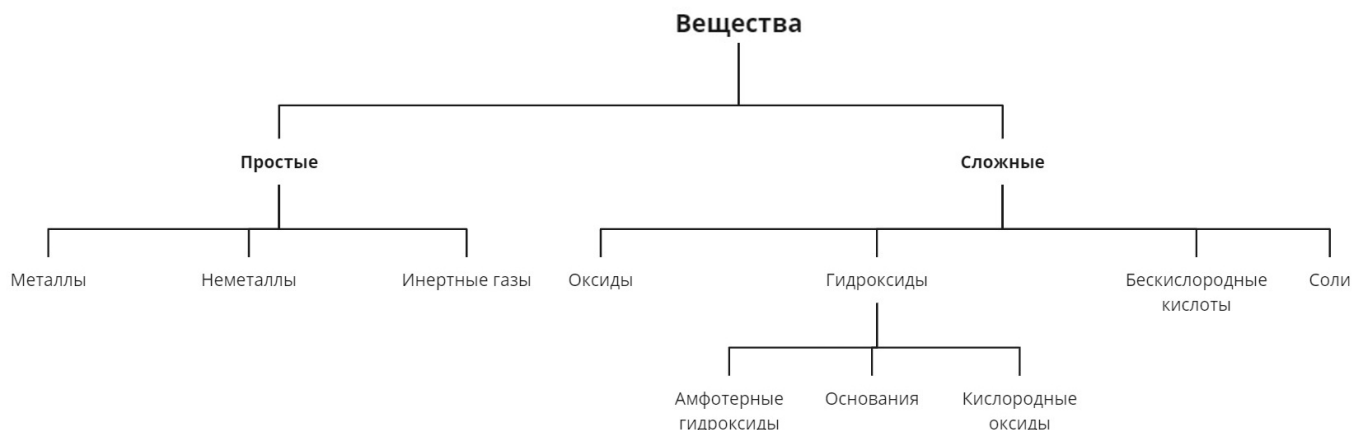 Вещества
Простые
Сложные
Металлы
Неметаллы
Инертные газы
Оксиды
Гидроксиды
Бескислородные
кислоты
Соли
Амфотерные
гидроксиды
Основания
Кислородные
оксиды